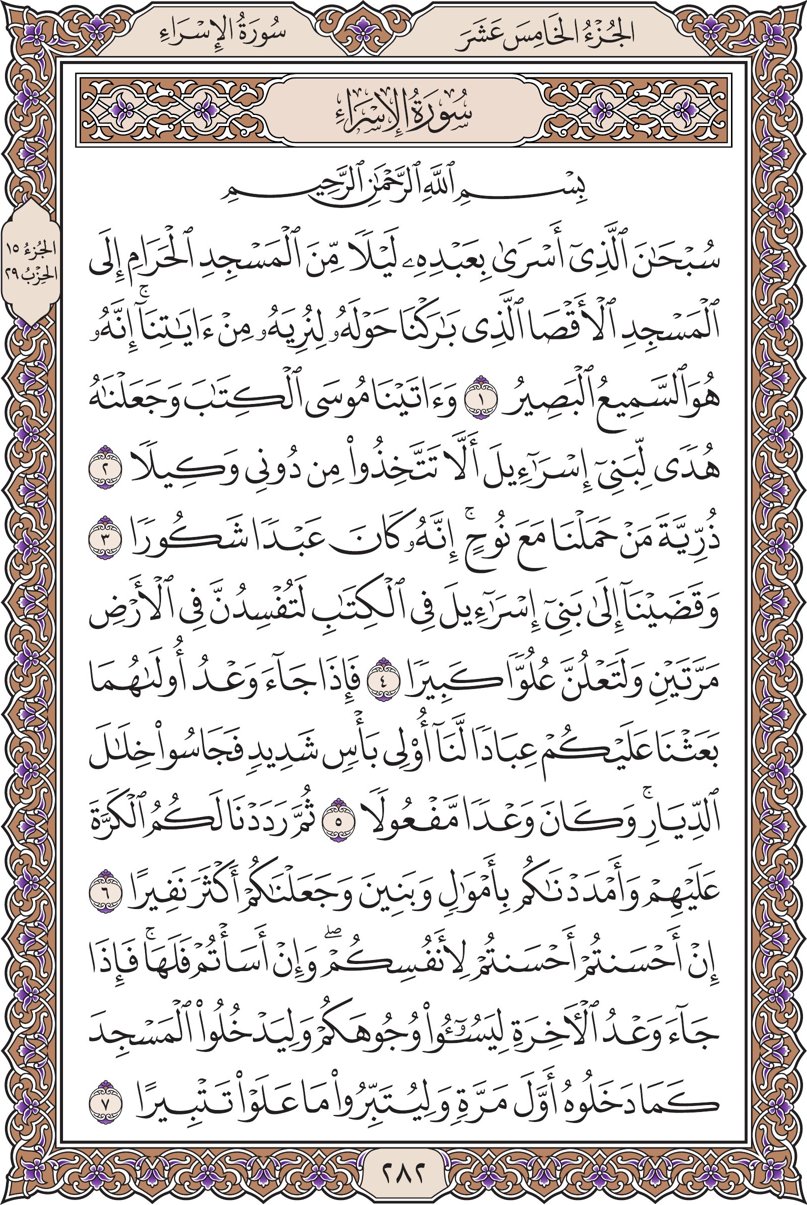 الجُزْءُ الخَامِسَ عَشَرَ
سُورَةُ الإِسْرَاءِ
سُورَةُ الإِسْرَاءِ
بِسْمِ ٱللَّهِ ٱلرَّحْمَٰنِ ٱلرَّحِيمِ
الجُزْءُ ١٥
الحِزْبُ ٢٩
سُبْحَٰنَ ٱلَّذِىٓ أَسْرَىٰ بِعَبْدِهِۦ لَيْلًا مِّنَ ٱلْمَسْجِدِ ٱلْحَرَامِ إِلَى
ٱلْمَسْجِدِ ٱلْأَقْصَا ٱلَّذِى بَٰرَكْنَا حَوْلَهُۥ لِنُرِيَهُۥ مِنْ ءَايَٰتِنَآ ۚ إِنَّهُۥ
هُوَ ٱلسَّمِيعُ ٱلْبَصِيرُ ١ وَءَاتَيْنَا مُوسَى ٱلْكِتَٰبَ وَجَعَلْنَٰهُ
هُدًى لِّبَنِىٓ إِسْرَٰٓءِيلَ أَلَّا تَتَّخِذُوا۟ مِن دُونِى وَكِيلًا ٢
ذُرِّيَّةَ مَنْ حَمَلْنَا مَعَ نُوحٍ ۚ إِنَّهُۥ كَانَ عَبْدًا شَكُورًا ٣
وَقَضَيْنَآ إِلَىٰ بَنِىٓ إِسْرَٰٓءِيلَ فِى ٱلْكِتَٰبِ لَتُفْسِدُنَّ فِى ٱلْأَرْضِ
مَرَّتَيْنِ وَلَتَعْلُنَّ عُلُوًّا كَبِيرًا ٤ فَإِذَا جَآءَ وَعْدُ أُولَىٰهُمَا
بَعَثْنَا عَلَيْكُمْ عِبَادًا لَّنَآ أُو۟لِى بَأْسٍ شَدِيدٍ فَجَاسُوا۟ خِلَٰلَ
ٱلدِّيَارِ ۚ وَكَانَ وَعْدًا مَّفْعُولًا ٥ ثُمَّ رَدَدْنَا لَكُمُ ٱلْكَرَّةَ
عَلَيْهِمْ وَأَمْدَدْنَٰكُم بِأَمْوَٰلٍ وَبَنِينَ وَجَعَلْنَٰكُمْ أَكْثَرَ نَفِيرًا ٦
إِنْ أَحْسَنتُمْ أَحْسَنتُمْ لِأَنفُسِكُمْ ۖ وَإِنْ أَسَأْتُمْ فَلَهَا ۚ فَإِذَا
جَآءَ وَعْدُ ٱلْءَاخِرَةِ لِيَسُـۥٓـُٔوا۟ وُجُوهَكُمْ وَلِيَدْخُلُوا۟ ٱلْمَسْجِدَ
كَمَا دَخَلُوهُ أَوَّلَ مَرَّةٍ وَلِيُتَبِّرُوا۟ مَا عَلَوْا۟ تَتْبِيرًا ٧
٢٨٢